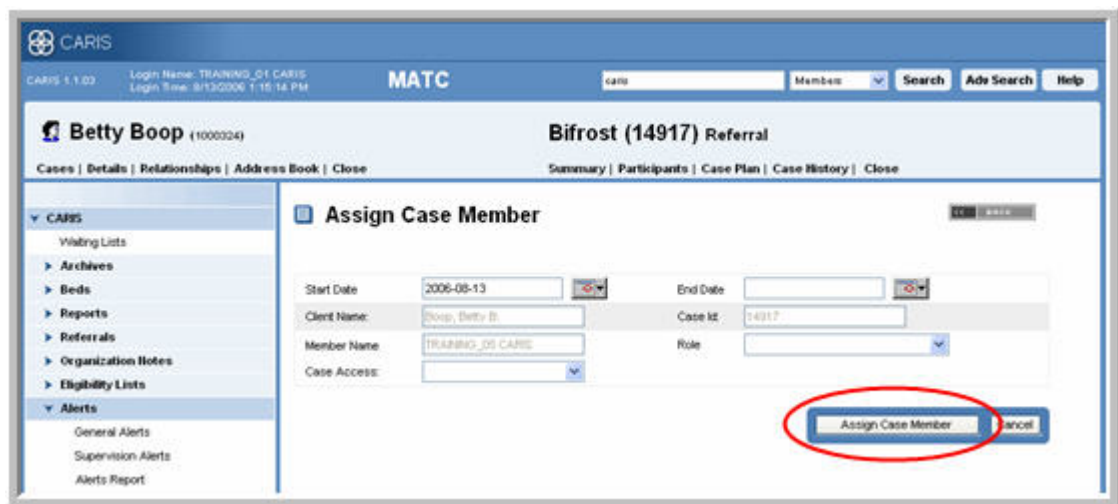 CARIS
CARIS 1.1.03
Login Name: TRAINING_01 CARIS
Login Time: 8/13/2006 1:15:14 PM
MATC
caris
Members
Search
Adv Search
Help
Betty Boop (1000324)
Bifrost (14917) Referral
Cases | Details | Relationships | Address Book | Close
Summary | Participants | Case Plan | Case History | Close
CARIS
Waiting Lists
Archives
Beds
Reports
Referrals
Organization Notes
Eligibility Lists
Alerts
General Alerts
Supervision Alerts
Alerts Report
Assign Case Member
Start Date 2006-08-13 End Date
Client Name: Boop, Betty B. Case Id: 14917
Member Name TRAINING_05 CARIS Role
Case Access:
Assign Case Member Cancel